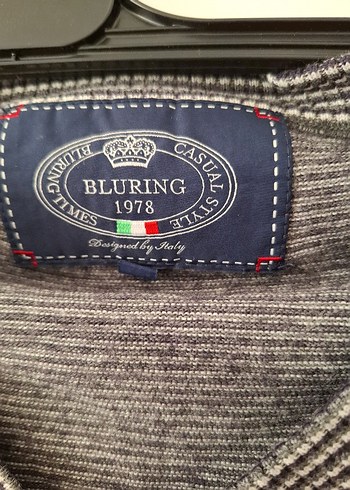 CASUAL STYLE
BLURING
1978
BLURING TIMES
Designed by Italy